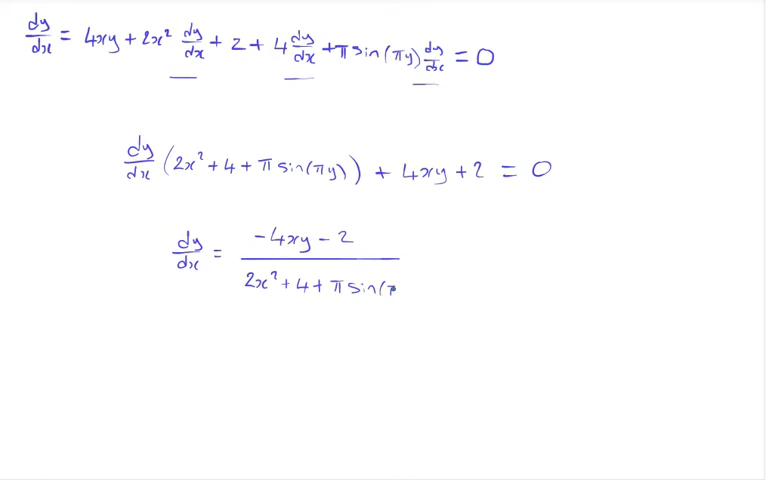 dy/dx = 4xy + 2x² dy/dx + 2 + 4 dy/dx + π sin(πy) dy/dx = 0
dy/dx (2x² + 4 + π sin(πy)) + 4xy + 2 = 0
dy/dx = (-4xy - 2)/(2x² + 4 + π sin(π